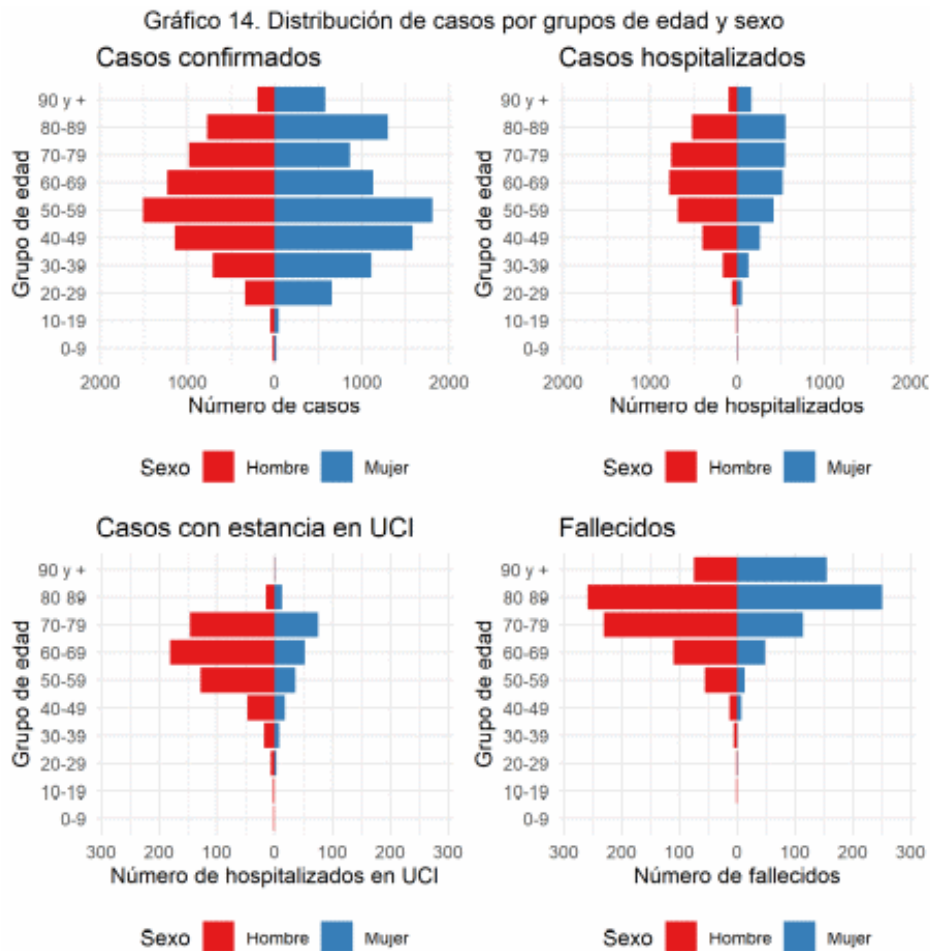 Gráfico 14. Distribución de casos por grupos de edad y sexo
Casos confirmados
Grupo de edad
90 y +
80-89
70-79
60-69
50-59
40-49
30-39
20-29
10-19
0-9
2000 1000 0 1000 2000
Número de casos
Sexo Hombre Mujer
Casos hospitalizados
Grupo de edad
90 y +
80-89
70-79
60-69
50-59
40-49
30-39
20-29
10-19
0-9
2000 1000 0 1000 2000
Número de hospitalizados
Sexo Hombre Mujer
Casos con estancia en UCI
Grupo de edad
90 y +
80 89
70-79
60-69
50-59
40-49
30-39
20-29
10-19
0-9
300 200 100 0 100 200 300
Número de hospitalizados en UCI
Sexo Hombre Mujer
Fallecidos
Grupo de edad
90 y +
80 89
70-79
60-69
50-59
40-49
30-39
20-29
10-19
0-9
300 200 100 0 100 200 300
Número de fallecidos
Sexo Hombre Mujer